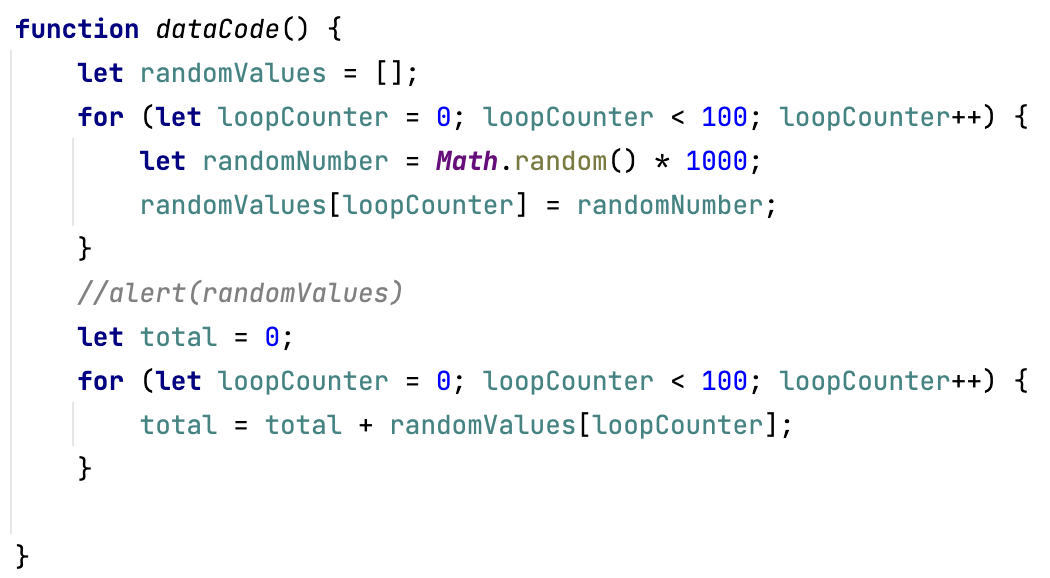 function dataCode() {
    let randomValues = [];
    for (let loopCounter = 0; loopCounter < 100; loopCounter++) {
        let randomNumber = Math.random() * 1000;
        randomValues[loopCounter] = randomNumber;
    }
    //alert(randomValues)
    let total = 0;
    for (let loopCounter = 0; loopCounter < 100; loopCounter++) {
        total = total + randomValues[loopCounter];
    }
}